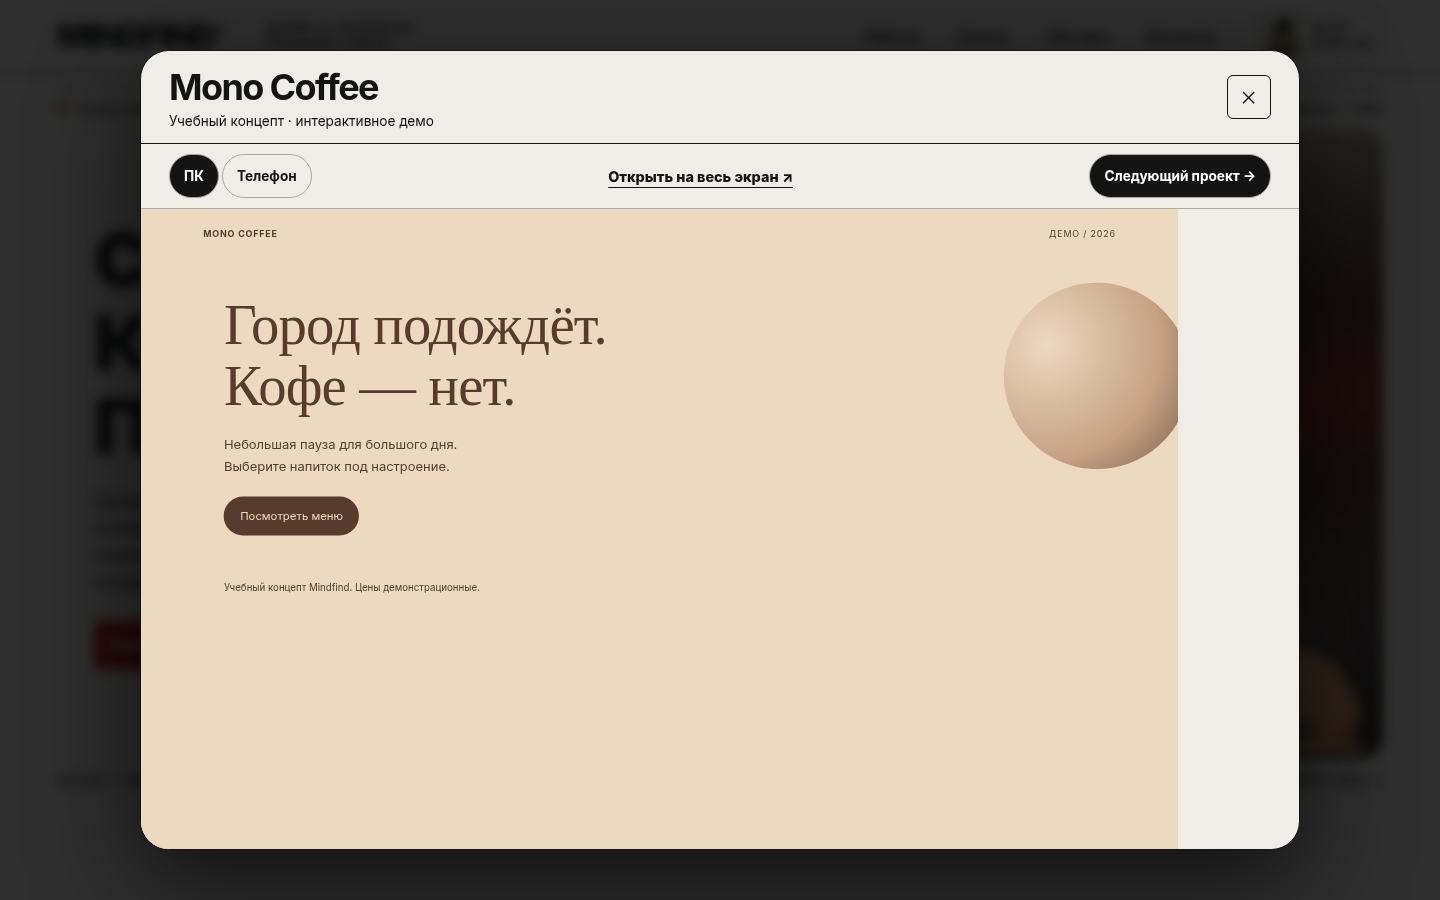 MINDFIND
Mono Coffee
Учебный концепт · интерактивное демо
ПК
Телефон
Открыть на весь экран ↗
Следующий проект →
MONO COFFEE
ДЕМО / 2026
Город подождёт.
Кофе — нет.
Небольшая пауза для большого дня.
Выберите напиток под настроение.
Посмотреть меню
Учебный концепт Mindfind. Цены демонстрационные.